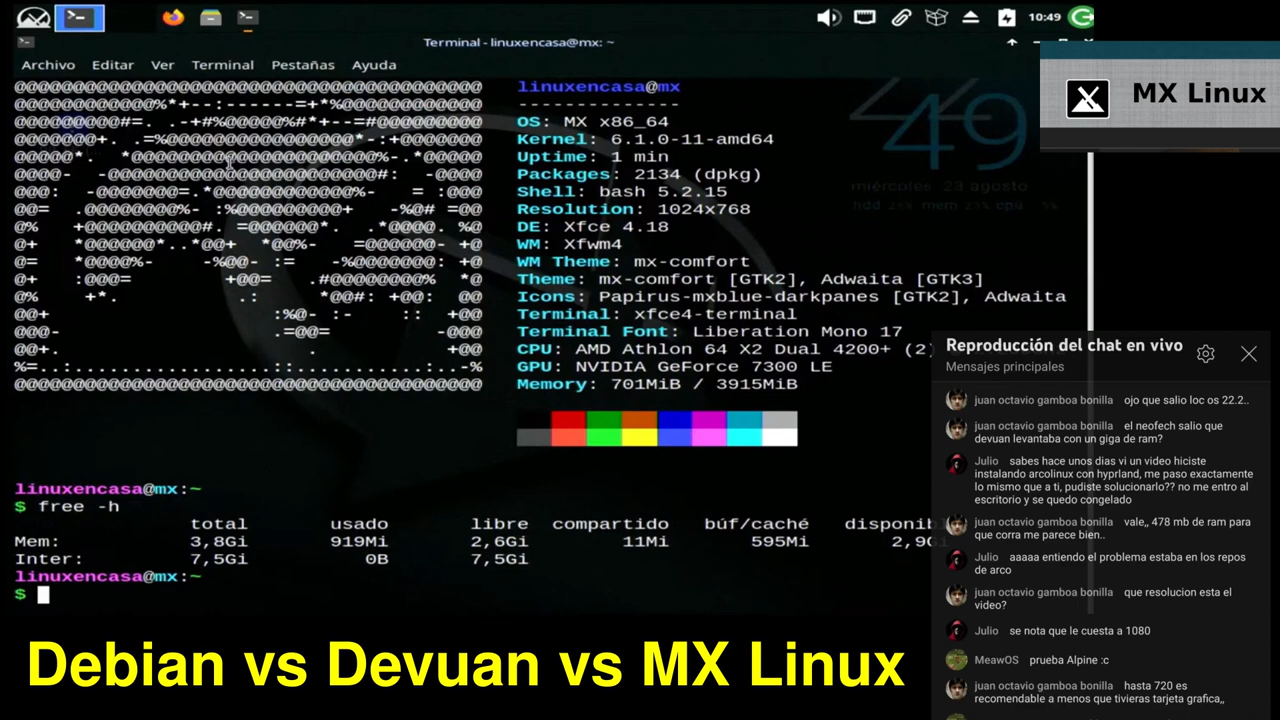 10:49
Terminal - linuxencasa@mx: ~
Archivo Editar Ver Terminal Pestañas Ayuda
MX Linux
linuxencasa@mx
--------------
OS: MX x86_64
Kernel: 6.1.0-11-amd64
Uptime: 1 min
Packages: 2134 (dpkg)
Shell: bash 5.2.15
Resolution: 1024x768
DE: Xfce 4.18
WM: Xfwm4
WM Theme: mx-comfort
Theme: mx-comfort [GTK2], Adwaita [GTK3]
Icons: Papirus-mxblue-darkpanes [GTK2], Adwaita
Terminal: xfce4-terminal
Terminal Font: Liberation Mono 17
CPU: AMD Athlon 64 X2 Dual 4200+ (2)
GPU: NVIDIA GeForce 7300 LE
Memory: 701MiB / 3915MiB
49
miércoles 23 agosto
linuxencasa@mx:~
$ free -h
total usado libre compartido búf/caché disponib
Mem: 3,8Gi 919Mi 2,6Gi 11Mi 595Mi 2,9G
Inter: 7,5Gi 0B 7,5Gi
linuxencasa@mx:~
$
Debian vs Devuan vs MX Linux
Reproducción del chat en vivo
Mensajes principales
juan octavio gamboa bonilla ojo que salio loc os 22.2..
juan octavio gamboa bonilla el neofech salio que
devuan levantaba con un giga de ram?
Julio sabes hace unos dias vi un video hiciste
instalando arcolinux con hyprland, me paso exactamente
lo mismo que a ti, pudiste solucionarlo?? no me entro al
escritorio y se quedo congelado
juan octavio gamboa bonilla vale,, 478 mb de ram para
que corra me parece bien..
Julio aaaaa entiendo el problema estaba en los repos
de arco
juan octavio gamboa bonilla que resolucion esta el
video?
Julio se nota que le cuesta a 1080
MeawOS prueba Alpine :c
juan octavio gamboa bonilla hasta 720 es
recomendable a menos que tivieras tarjeta grafica,,